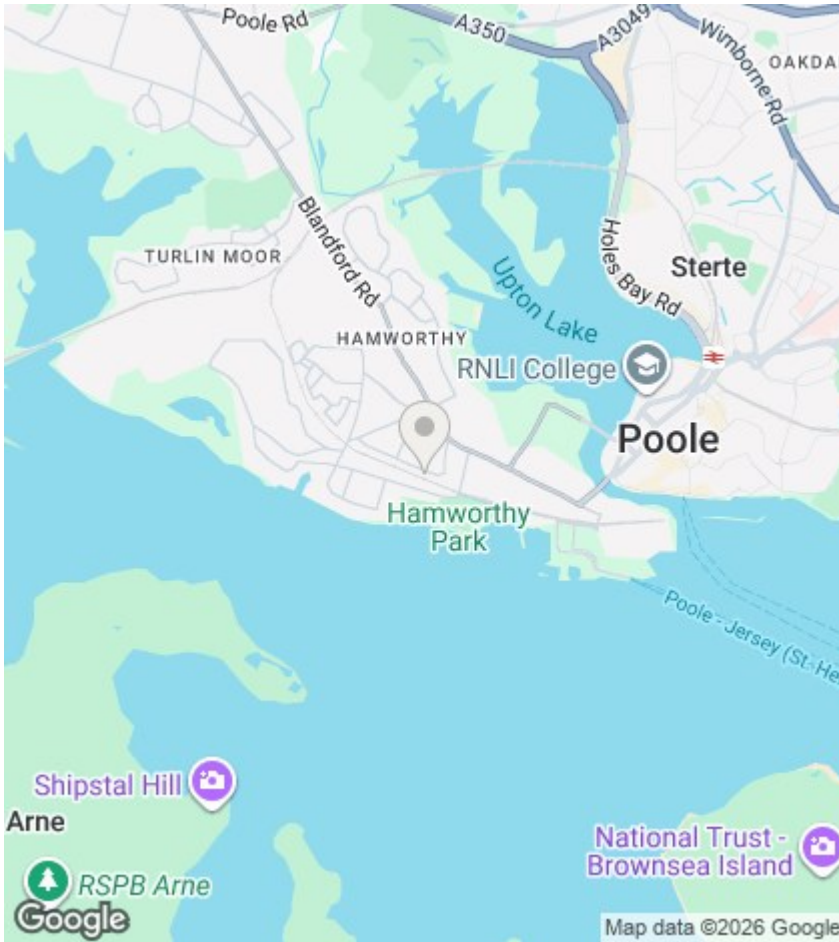 Poole Rd
A350
A3049
Wimborne Rd
OAKDA
Blandford Rd
TURLIN MOOR
Holes Bay Rd
Sterte
Upton Lake
HAMWORTHY
RNLI College
Poole
Hamworthy
Park
Poole - Jersey (St. He
Shipstal Hill
Arne
National Trust -
Brownsea Island
RSPB Arne
Google
Map data ©2026 Google